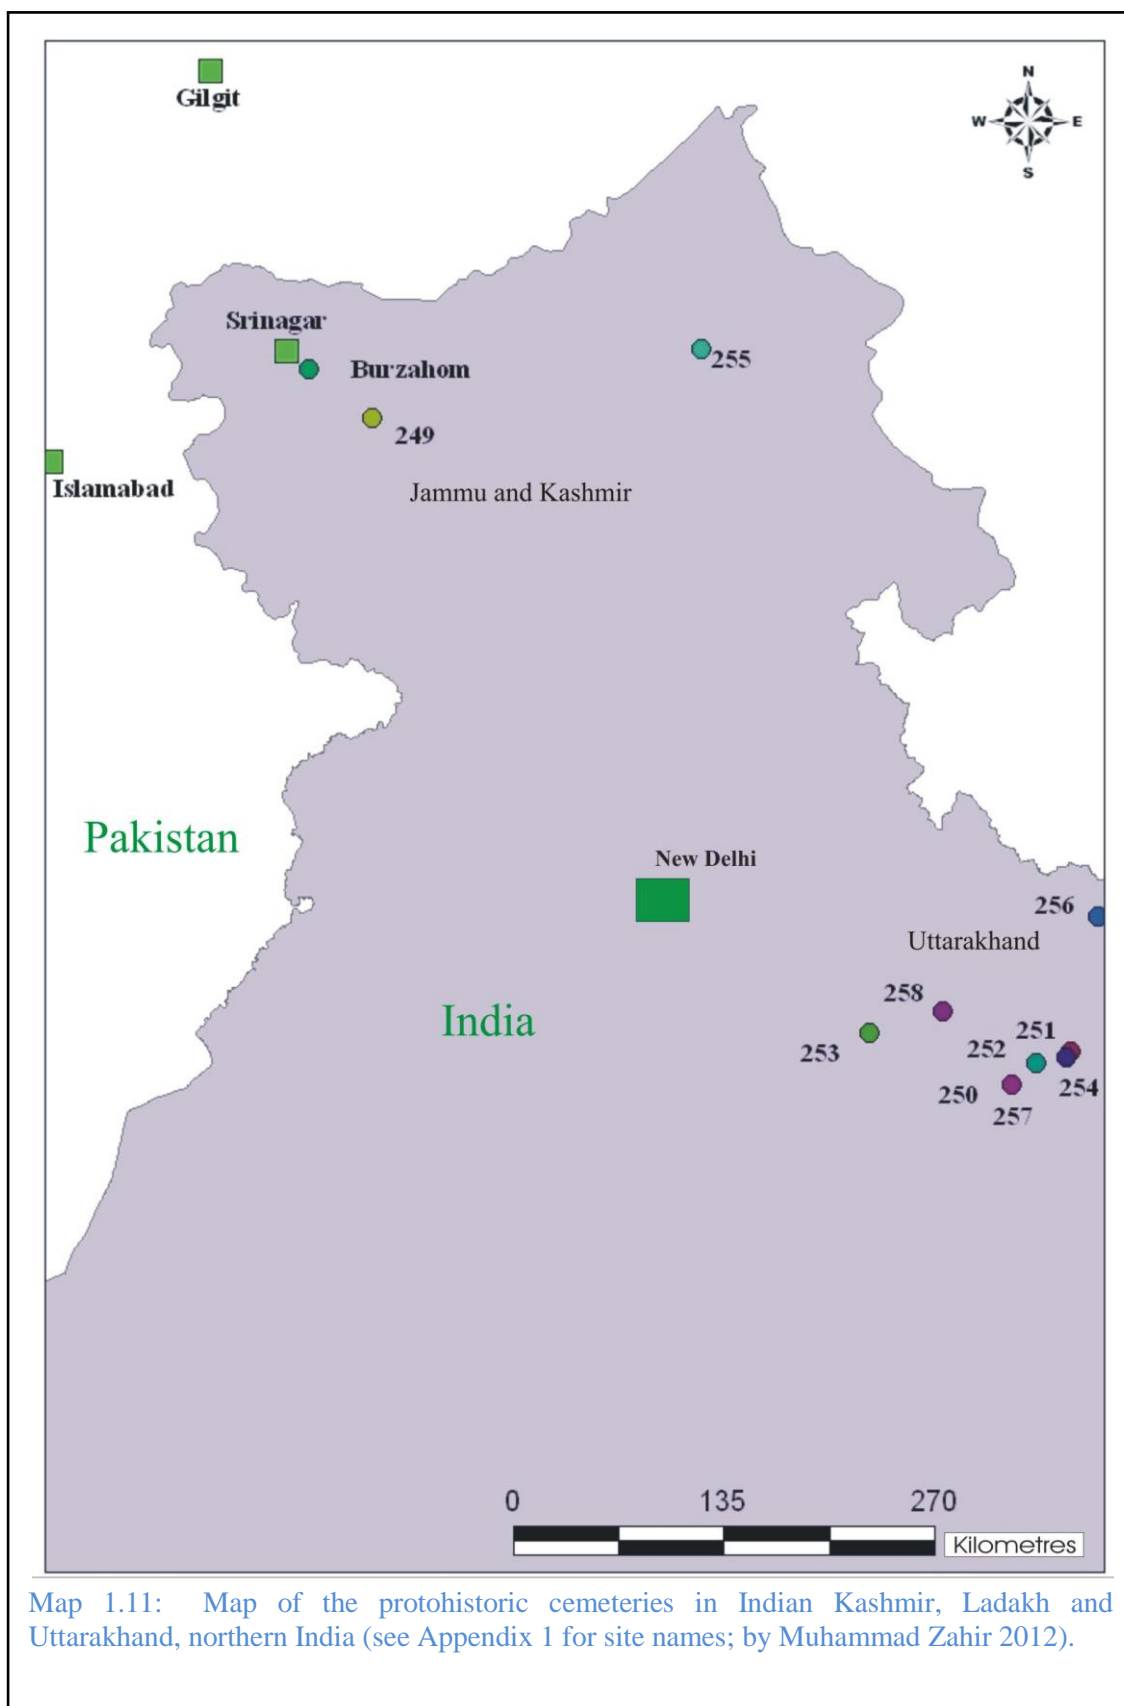 N
W E
S
Gilgit
Srinagar
Burzahom
255
249
Islamabad
Jammu and Kashmir
Pakistan
New Delhi
256
Uttarakhand
258
India
251
253
252
254
250
257
0 135 270
Kilometres
Map 1.11: Map of the protohistoric cemeteries in Indian Kashmir, Ladakh and
Uttarakhand, northern India (see Appendix 1 for site names; by Muhammad Zahir 2012).